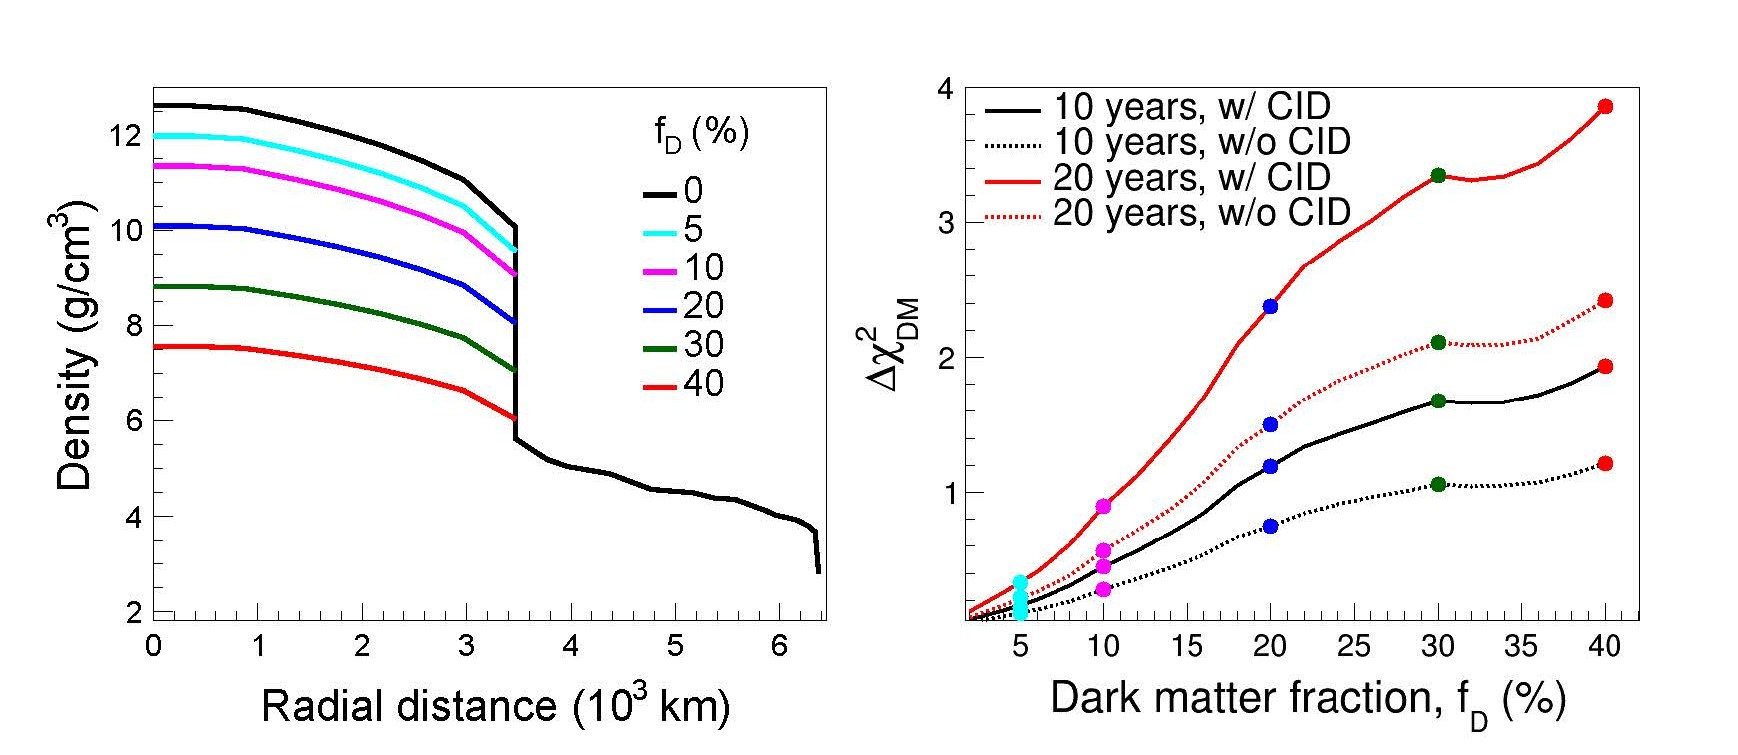 Density (g/cm³)
12
10
8
6
4
2
0 1 2 3 4 5 6
Radial distance (10³ km)
f_D (%)
0
5
10
20
30
40
Δχ²_DM
4
3
2
1
10 years, w/ CID
10 years, w/o CID
20 years, w/ CID
20 years, w/o CID
5 10 15 20 25 30 35 40
Dark matter fraction, f_D (%)